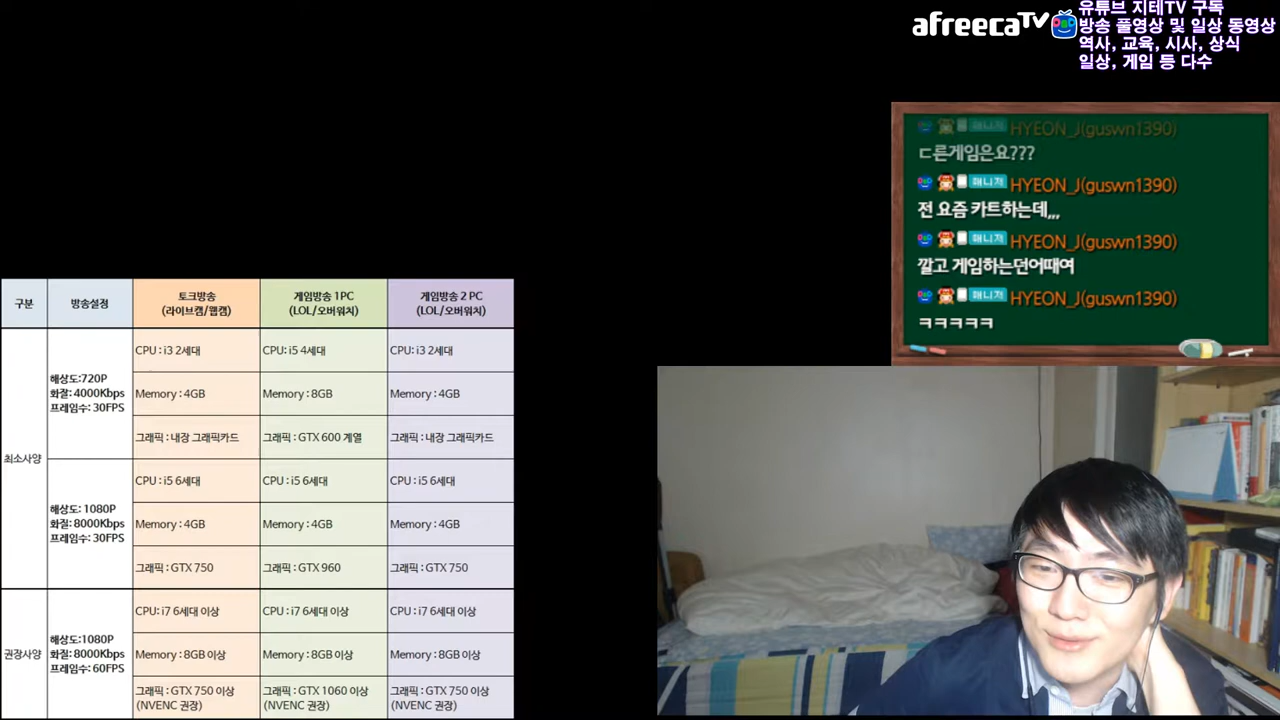 afreecaTV
유튜브 지테TV 구독
방송 풀영상 및 일상 동영상
역사, 교육, 시사, 상식
일상, 게임 등 다수
매니저 HYEON_J(guswn1390)
ㄷ른게임은요???
매니저 HYEON_J(guswn1390)
전 요즘 카트하는데,,,
매니저 HYEON_J(guswn1390)
깔고 게임하는던어때여
매니저 HYEON_J(guswn1390)
ㅋㅋㅋㅋㅋ
구분
방송설정
토크방송
(라이브캠/웹캠)
게임방송 1PC
(LOL/오버워치)
게임방송 2 PC
(LOL/오버워치)
최소사양
해상도:720P
화질: 4000Kbps
프레임수: 30FPS
CPU : i3 2세대
CPU: i5 4세대
CPU: i3 2세대
Memory : 4GB
Memory : 8GB
Memory : 4GB
그래픽 : 내장 그래픽카드
그래픽 : GTX 600 계열
그래픽 : 내장 그래픽카드
해상도: 1080P
화질: 8000Kbps
프레임수: 30FPS
CPU : i5 6세대
CPU : i5 6세대
CPU : i5 6세대
Memory : 4GB
Memory : 4GB
Memory : 4GB
그래픽 : GTX 750
그래픽 : GTX 960
그래픽 : GTX 750
권장사양
해상도:1080P
화질: 8000Kbps
프레임수: 60FPS
CPU: i7 6세대 이상
CPU : i7 6세대 이상
CPU : i7 6세대 이상
Memory : 8GB 이상
Memory : 8GB 이상
Memory : 8GB 이상
그래픽 : GTX 750 이상
(NVENC 권장)
그래픽 : GTX 1060 이상
(NVENC 권장)
그래픽 : GTX 750 이상
(NVENC 권장)